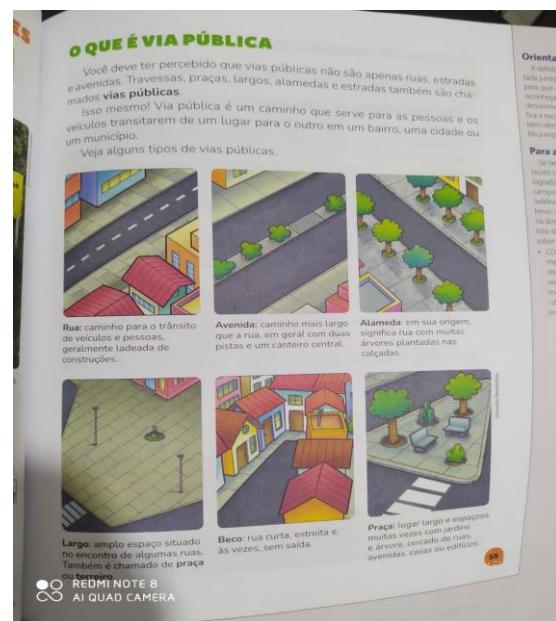 ES
O QUE É VIA PÚBLICA
Você deve ter percebido que vias públicas não são apenas ruas, estradas
e avenidas. Travessas, praças, largos, alamedas e estradas também são cha-
mados vias públicas.
Isso mesmo! Via pública é um caminho que serve para as pessoas e os
veículos transitarem de um lugar para o outro em um bairro, uma cidade ou
um município.
Veja alguns tipos de vias públicas.
Rua: caminho para o trânsito
de veículos e pessoas,
geralmente ladeada de
construções.
Avenida: caminho mais largo
que a rua, em geral com duas
pistas e um canteiro central.
Alameda: em sua origem,
significa rua com muitas
árvores plantadas nas
calçadas.
Largo: amplo espaço situado
no encontro de algumas ruas.
Também é chamado de praça
ou terreiro.
Beco: rua curta, estreita e,
às vezes, sem saída.
Praça: lugar largo e espaçoso,
muitas vezes com jardins
e árvore, cercado de ruas,
avenidas, casas ou edifícios.
55
Orienta
Para a
REDMI NOTE 8
AI QUAD CAMERA